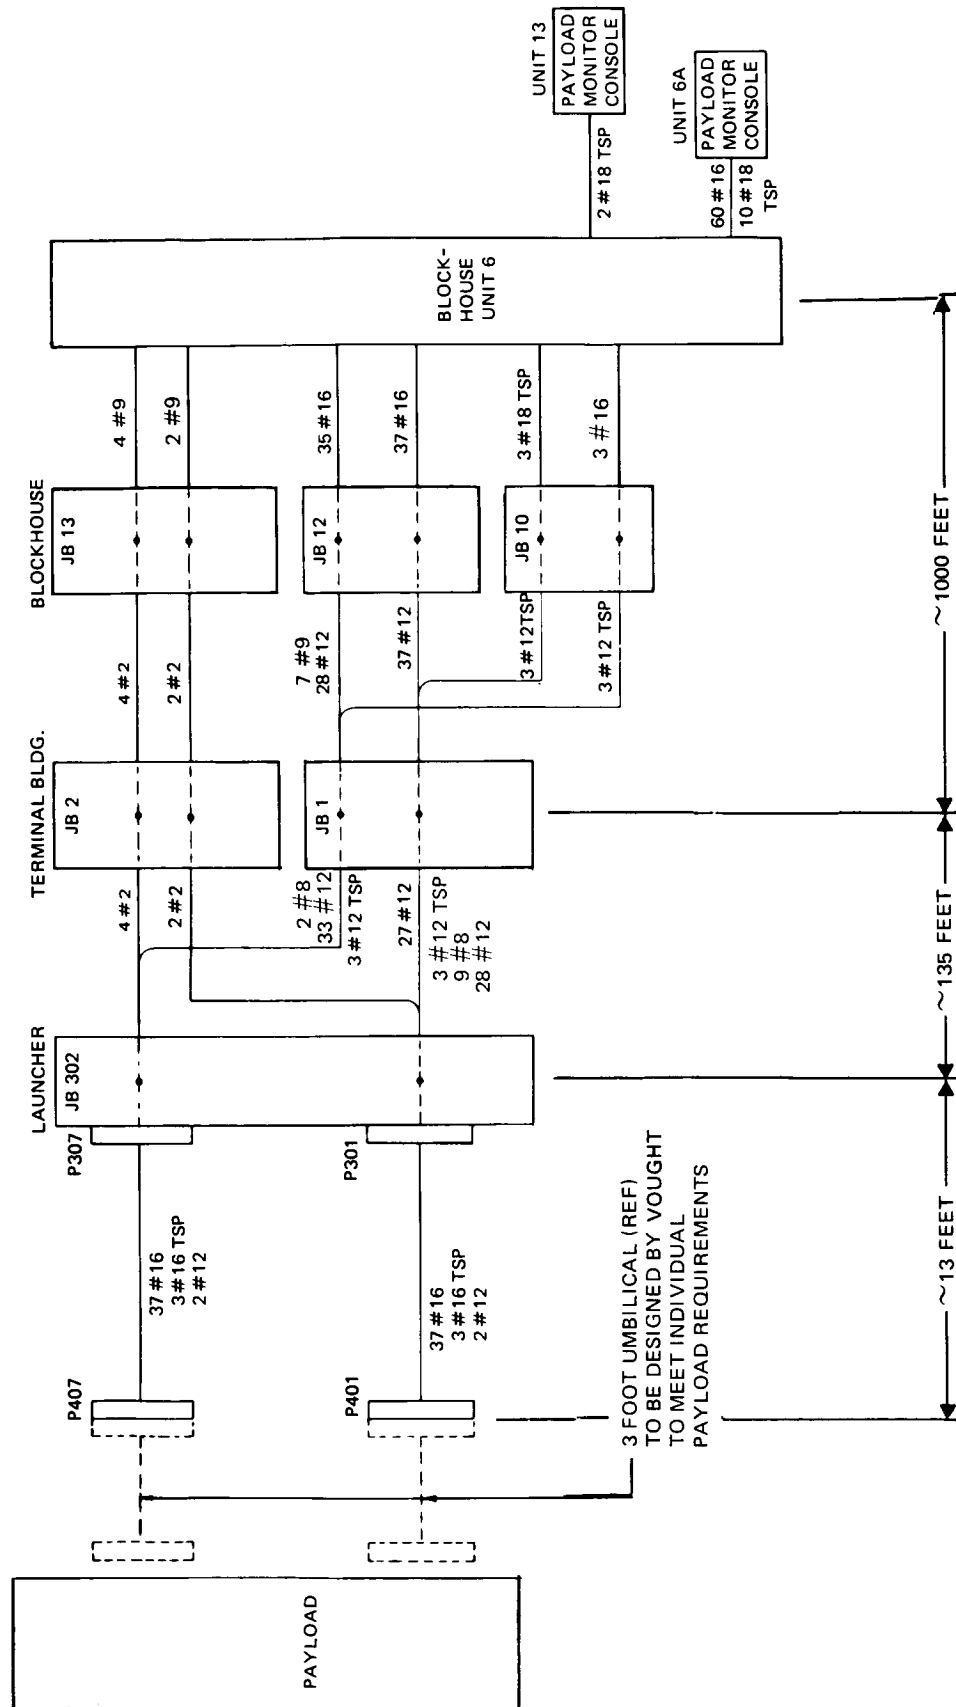 PAYLOAD
P407
P401
37 #16
3 #16 TSP
2 #12
37 #16
3 #16 TSP
2 #12
3 FOOT UMBILICAL (REF)
TO BE DESIGNED BY VOUGHT
TO MEET INDIVIDUAL
PAYLOAD REQUIREMENTS
~13 FEET
P307
P301
LAUNCHER
JB 302
~135 FEET
4 #2
2 #2
2 #8
33 #12
3 #12 TSP
27 #12
3 #12 TSP
9 #8
28 #12
TERMINAL BLDG.
JB 2
JB 1
~1000 FEET
4 #2
2 #2
7 #9
28 #12
37 #12
3 #12TSP
3 #12 TSP
BLOCKHOUSE
JB 13
JB 12
JB 10
4 #9
2 #9
35 #16
37 #16
3 #18 TSP
3 #16
BLOCK-
HOUSE
UNIT 6
2 #18 TSP
60 #16
10 #18
TSP
UNIT 13
PAYLOAD
MONITOR
CONSOLE
UNIT 6A
PAYLOAD
MONITOR
CONSOLE